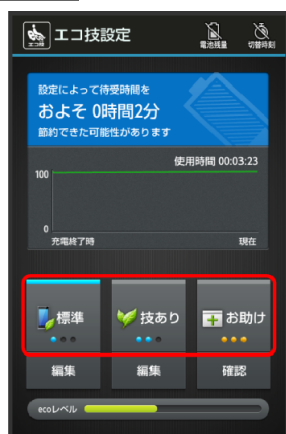 エコ技設定
エコ技
電池残量
切替時刻
設定によって待受時間を
およそ 0時間2分
節約できた可能性があります
使用時間 00:03:23
100
0
充電終了時
現在
標準
技あり
お助け
編集
編集
確認
ecoレベル